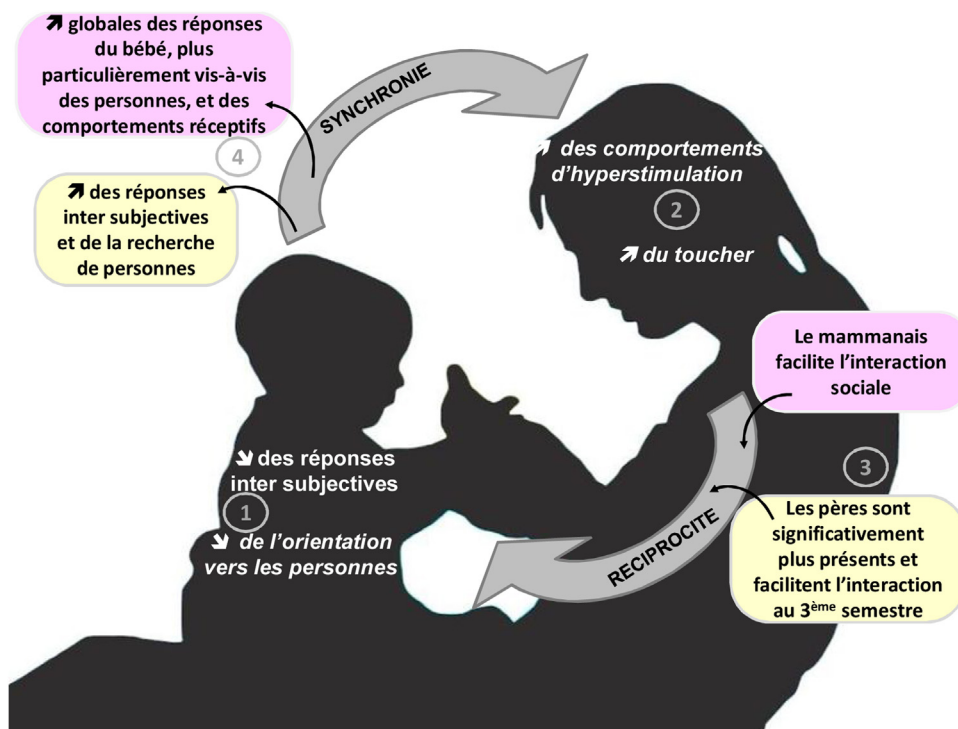 ↗ globales des réponses
du bébé, plus
particulièrement vis-à-vis
des personnes, et des
comportements réceptifs
4
↗ des réponses
inter subjectives
et de la recherche
de personnes
SYNCHRONIE
↗ des comportements
d’hyperstimulation
2
↗ du toucher
Le mammanais
facilite l’interaction
sociale
3
Les pères sont
significativement
plus présents et
facilitent l’interaction
au 3ème semestre
RECIPROCITE
↘ des réponses
inter subjectives
1
↘ de l’orientation
vers les personnes